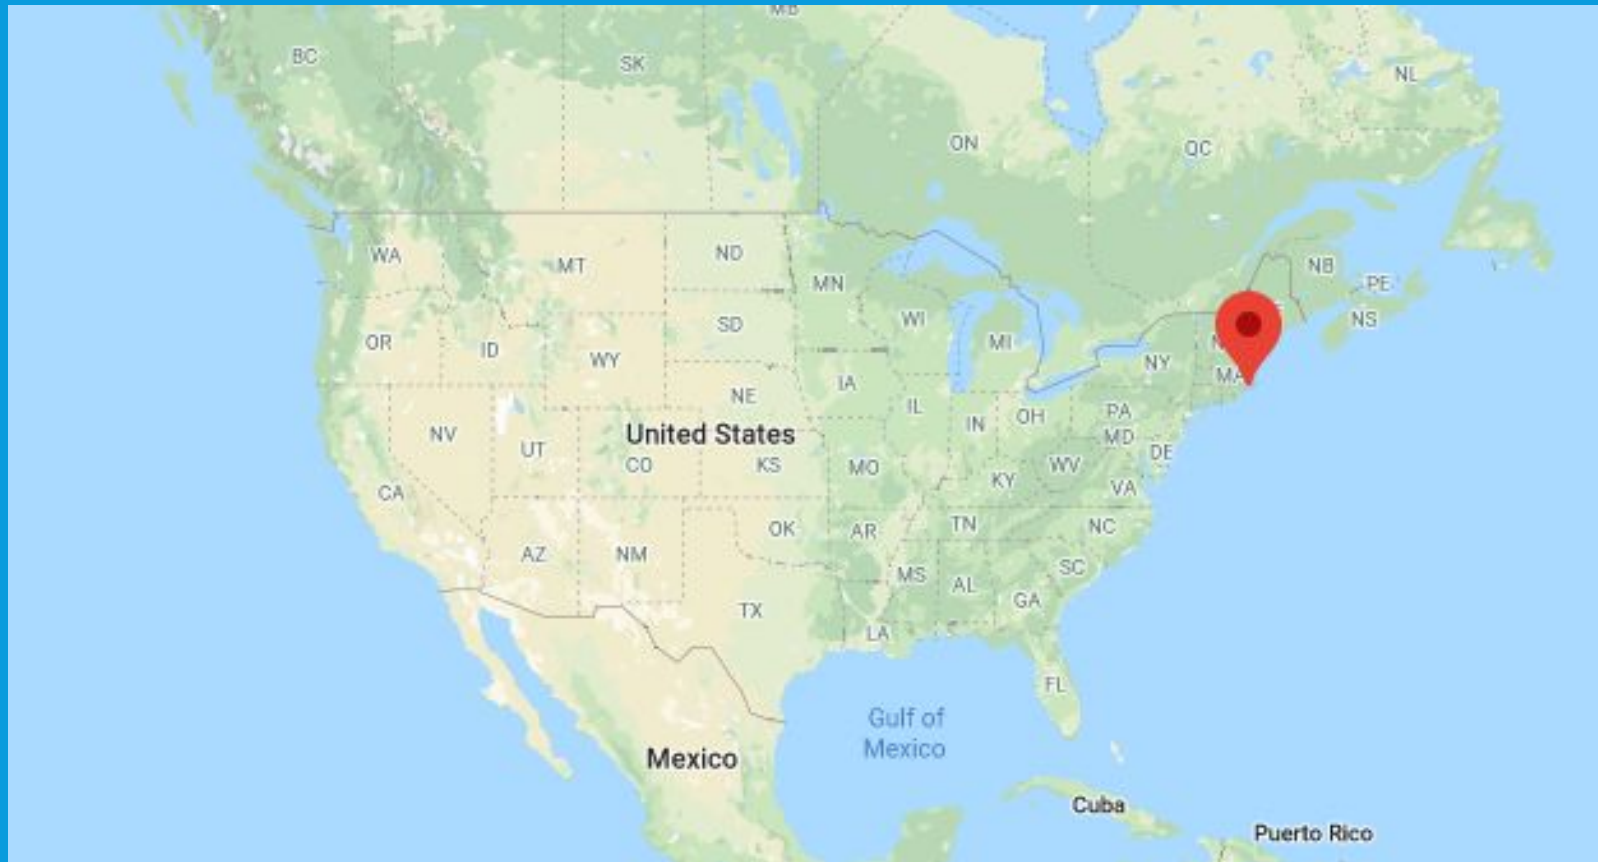 MB
BC
SK
NL
ON
QC
WA
MT
ND
MN
NB
PE
OR
ID
WY
SD
WI
MI
NS
NY
MA
NE
IA
IL
IN
OH
PA
NV
UT
United States
CO
KS
MO
KY
WV
MD
DE
VA
CA
AZ
NM
OK
AR
TN
NC
TX
MS
AL
GA
SC
LA
FL
Gulf of
Mexico
Mexico
Cuba
Puerto Rico